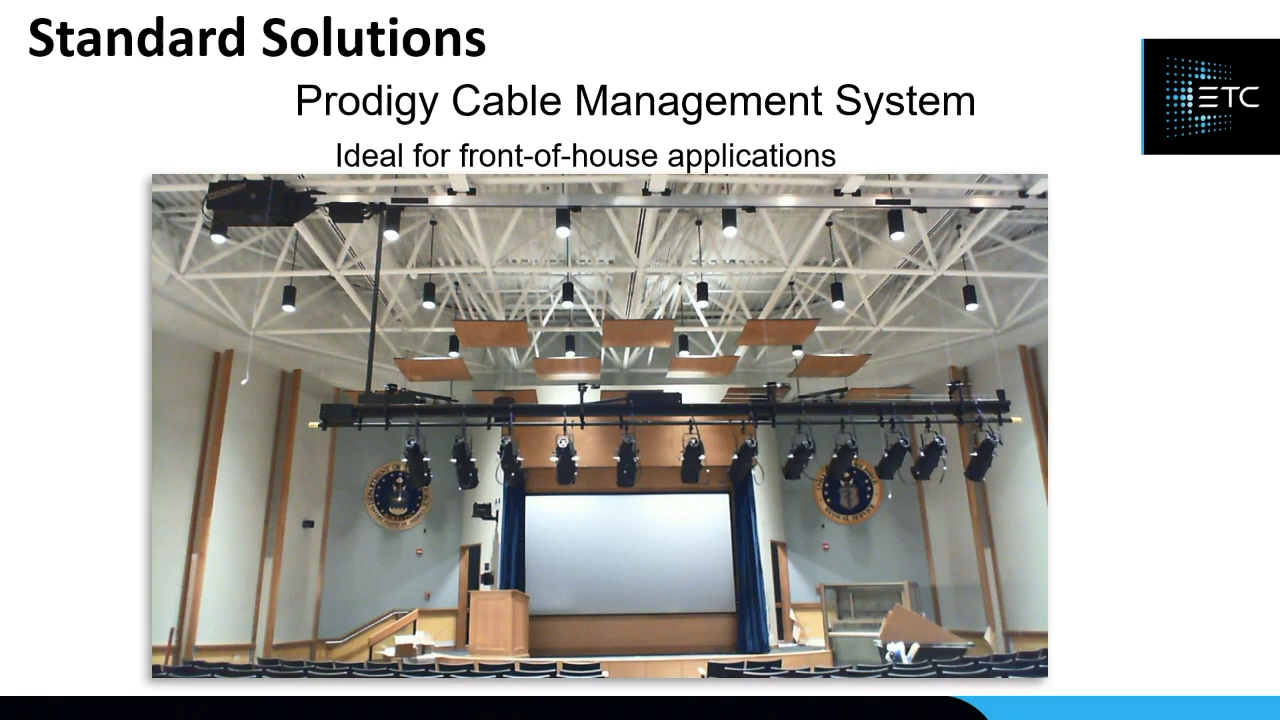 Standard Solutions
Prodigy Cable Management System
Ideal for front-of-house applications
ETC